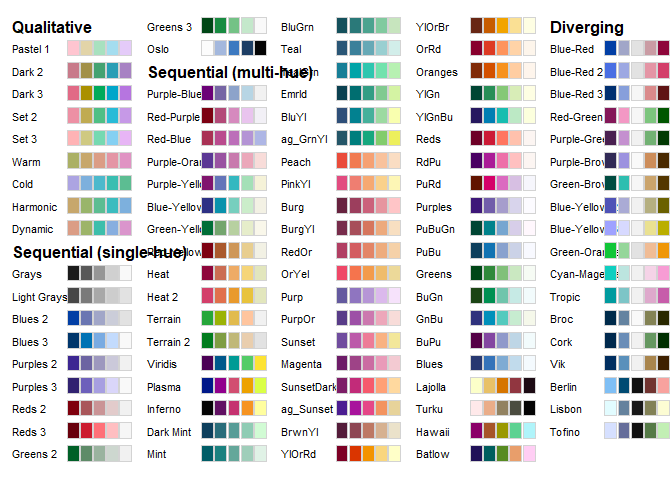 Qualitative
Pastel 1
Dark 2
Dark 3
Set 2
Set 3
Warm
Cold
Harmonic
Dynamic
Sequential (single-hue)
Grays
Light Grays
Blues 2
Blues 3
Purples 2
Purples 3
Reds 2
Reds 3
Greens 2
Greens 3
Oslo
Sequential (multi-hue)
Purple-Blue
Red-Purple
Red-Blue
Purple-Oran
Purple-Yello
Blue-Yellow
Green-Yello
Red-Yellow
Heat
Heat 2
Terrain
Terrain 2
Viridis
Plasma
Inferno
Dark Mint
Mint
BluGrn
Teal
TealGrn
Emrld
BluYl
ag_GrnYl
Peach
PinkYl
Burg
BurgYl
RedOr
OrYel
Purp
PurpOr
Sunset
Magenta
SunsetDark
ag_Sunset
BrwnYl
YlOrRd
YlOrBr
OrRd
Oranges
YlGn
YlGnBu
Reds
RdPu
PuRd
Purples
PuBuGn
PuBu
Greens
BuGn
GnBu
BuPu
Blues
Lajolla
Turku
Hawaii
Batlow
Diverging
Blue-Red
Blue-Red 2
Blue-Red 3
Red-Green
Purple-Gree
Purple-Brow
Green-Brow
Blue-Yellow
Blue-Yellow
Green-Oran
Cyan-Mage
Tropic
Broc
Cork
Vik
Berlin
Lisbon
Tofino